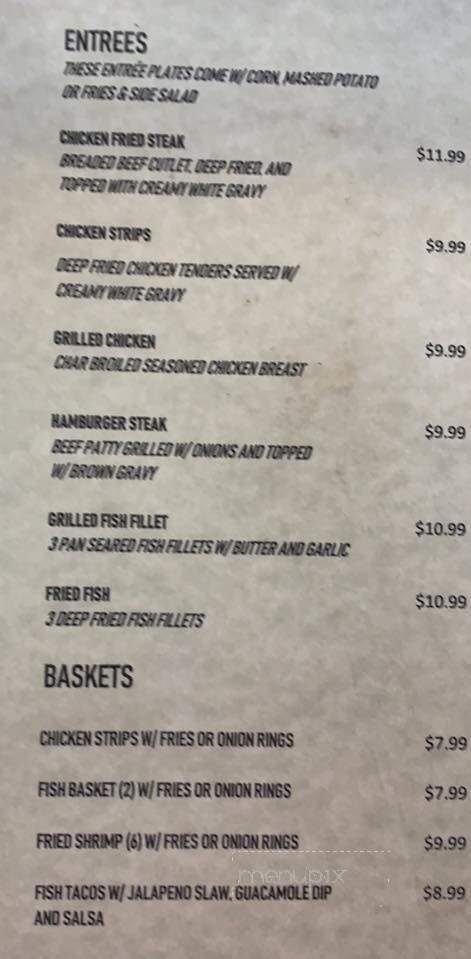 ENTREES
THESE ENTRÉE PLATES COME W/ CORN, MASHED POTATO
OR FRIES & SIDE SALAD
CHICKEN FRIED STEAK
$11.99
BREADED BEEF CUTLET, DEEP FRIED, AND
TOPPED WITH CREAMY WHITE GRAVY
CHICKEN STRIPS
$9.99
DEEP FRIED CHICKEN TENDERS SERVED W/
CREAMY WHITE GRAVY
GRILLED CHICKEN
$9.99
CHAR BROILED SEASONED CHICKEN BREAST
HAMBURGER STEAK
$9.99
BEEF PATTY GRILLED W/ ONIONS AND TOPPED
W/ BROWN GRAVY
GRILLED FISH FILLET
$10.99
3 PAN SEARED FISH FILLETS W/ BUTTER AND GARLIC
FRIED FISH
$10.99
3 DEEP FRIED FISH FILLETS
BASKETS
CHICKEN STRIPS W/ FRIES OR ONION RINGS
$7.99
FISH BASKET (2) W/ FRIES OR ONION RINGS
$7.99
FRIED SHRIMP (6) W/ FRIES OR ONION RINGS
$9.99
menupix
FISH TACOS W/ JALAPENO SLAW, GUACAMOLE DIP
$8.99
AND SALSA